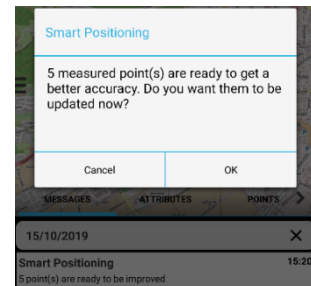 Smart Positioning
5 measured point(s) are ready to get a
better accuracy. Do you want them to be
updated now?
Cancel OK
MESSAGES ATTRIBUTES POINTS
15/10/2019 X
Smart Positioning 15:20
5 point(s) are ready to be improved